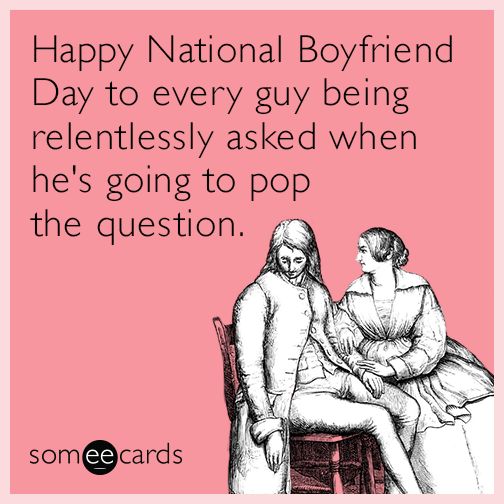 Happy National Boyfriend
Day to every guy being
relentlessly asked when
he's going to pop
the question.
someecards